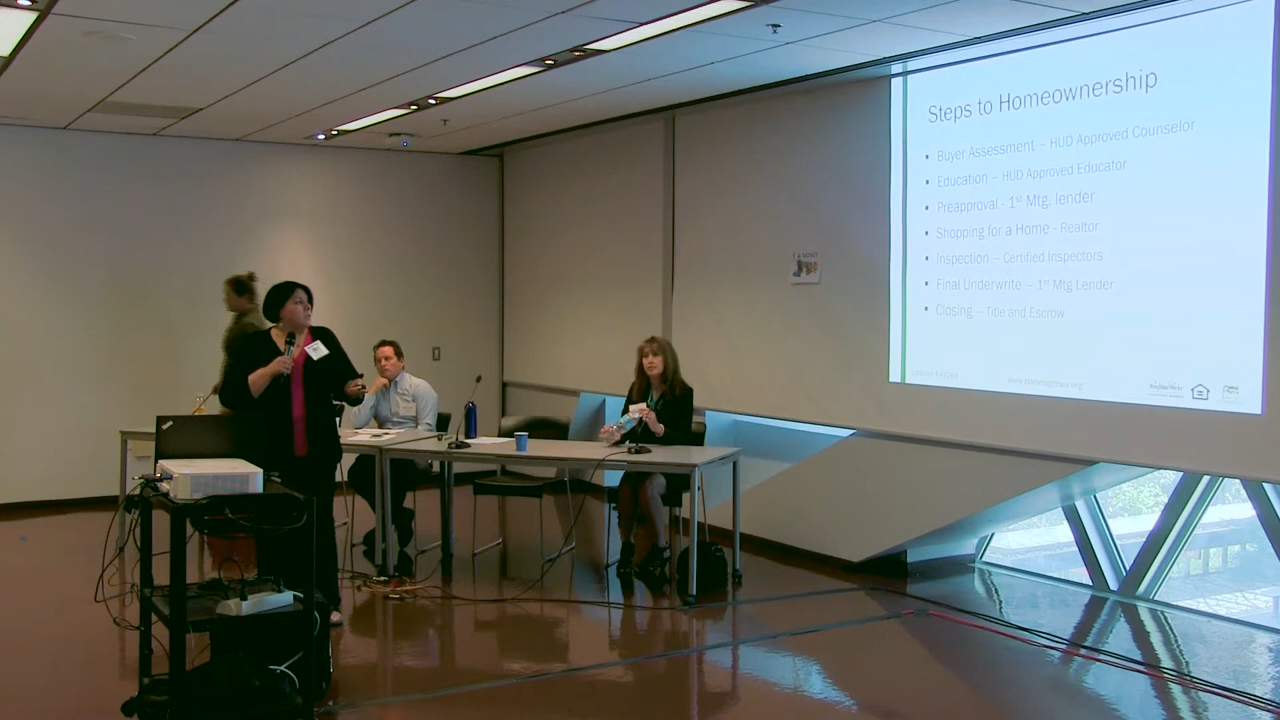 Steps to Homeownership
▪ Buyer Assessment – HUD Approved Counselor
▪ Education – HUD Approved Educator
▪ Preapproval - 1st Mtg. lender
▪ Shopping for a Home - Realtor
▪ Inspection – Certified Inspectors
▪ Final Underwrite – 1st Mtg Lender
▪ Closing – Title and Escrow